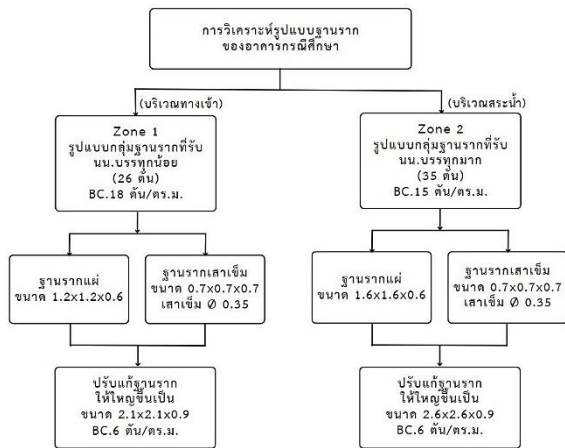 การวิเคราะห์รูปแบบฐานราก
ของอาคารกรณีศึกษา
(บริเวณทางเข้า)
Zone 1
รูปแบบกลุ่มฐานรากที่รับ
นน.บรรทุกน้อย
(26 ตัน)
BC.18 ตัน/ตร.ม.
(บริเวณสระน้ำ)
Zone 2
รูปแบบกลุ่มฐานรากที่รับ
นน.บรรทุกมาก
(35 ตัน)
BC.15 ตัน/ตร.ม.
ฐานรากแผ่
ขนาด 1.2x1.2x0.6
ฐานรากเสาเข็ม
ขนาด 0.7x0.7x0.7
เสาเข็ม Ø 0.35
ฐานรากแผ่
ขนาด 1.6x1.6x0.6
ฐานรากเสาเข็ม
ขนาด 0.7x0.7x0.7
เสาเข็ม Ø 0.35
ปรับแก้ฐานราก
ให้ใหญ่ขึ้นเป็น
ขนาด 2.1x2.1x0.9
BC.6 ตัน/ตร.ม.
ปรับแก้ฐานราก
ให้ใหญ่ขึ้นเป็น
ขนาด 2.6x2.6x0.9
BC.6 ตัน/ตร.ม.